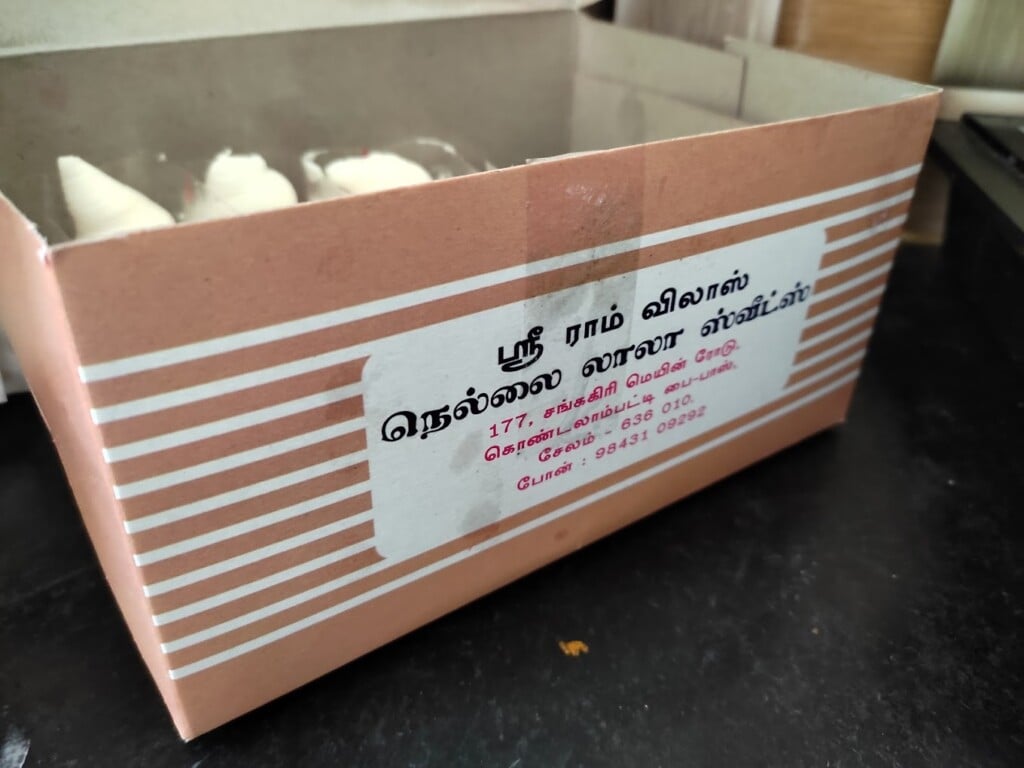 ஸ்ரீ ராம் விலாஸ்
நெல்லை லாலா ஸ்வீட்ஸ்
177, சங்ககிரி மெயின் ரோடு,
கொண்டலாம்பட்டி பை-பாஸ்,
சேலம் - 636 010.
போன் : 98431 09292